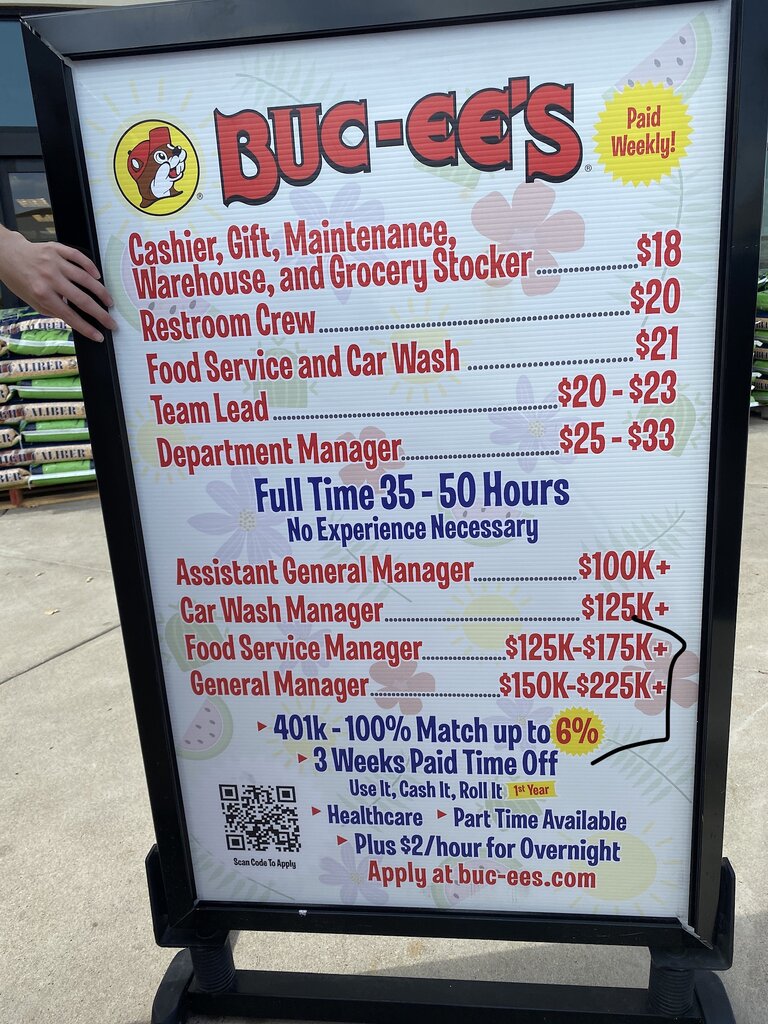 BUC-EE'S
Paid
Weekly!
Cashier, Gift, Maintenance,
Warehouse, and Grocery Stocker $18
Restroom Crew $20
Food Service and Car Wash $21
Team Lead $20 - $23
Department Manager $25 - $33
Full Time 35 - 50 Hours
No Experience Necessary
Assistant General Manager $100K+
Car Wash Manager $125K+
Food Service Manager $125K-$175K+
General Manager $150K-$225K+
401k - 100% Match up to 6%
3 Weeks Paid Time Off
Use It, Cash It, Roll It 1st Year
Healthcare Part Time Available
Plus $2/hour for Overnight
Scan Code To Apply
Apply at buc-ees.com